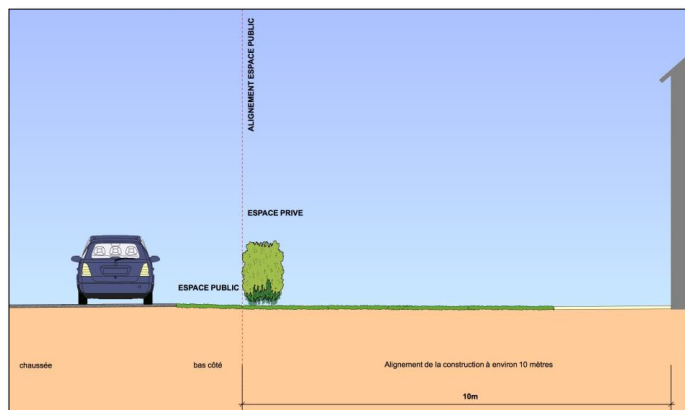 ALIGNEMENT ESPACE PUBLIC
ESPACE PRIVE
ESPACE PUBLIC
chaussée
bas côté
Alignement de la construction à environ 10 mètres
10m